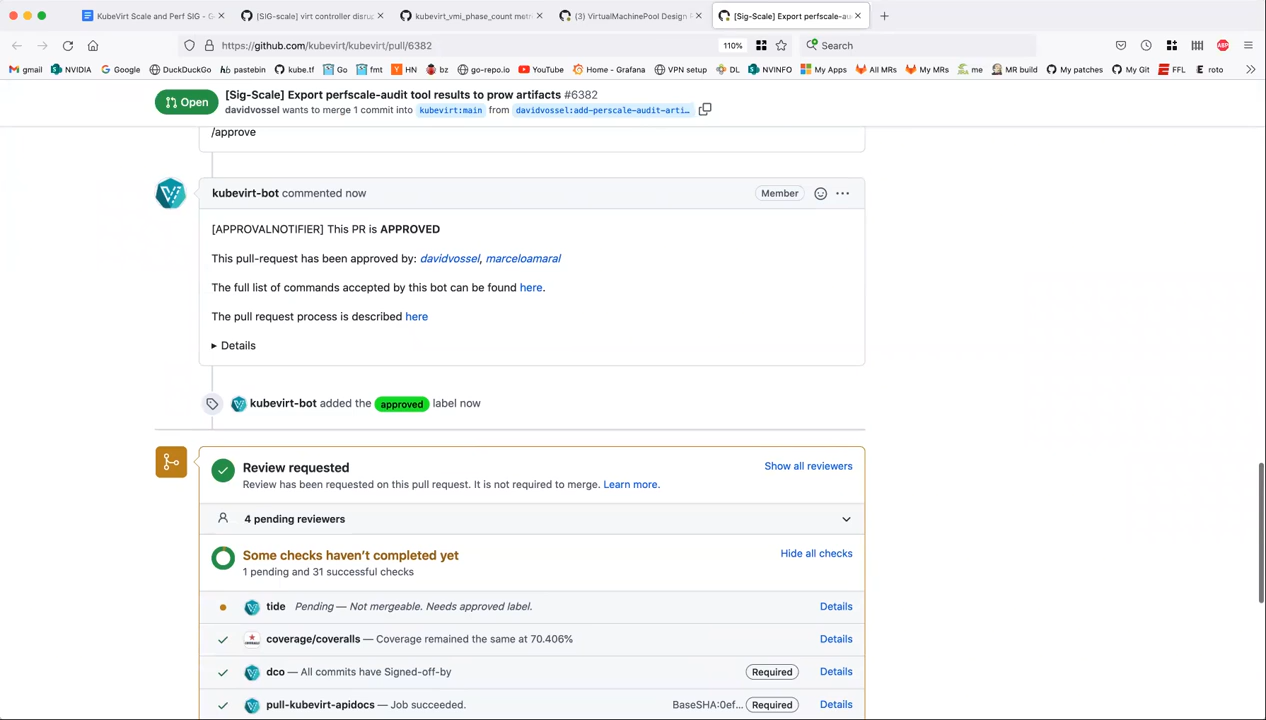 KubeVirt Scale and Perf SIG - G
[SIG-scale] virt controller disrup
kubevirt_vmi_phase_count met
(3) VirtualMachinePool Design
[Sig-Scale] Export perfscale-au
https://github.com/kubevirt/kubevirt/pull/6382
110%
Search
gmail
NVIDIA
Google
DuckDuckGo
pastebin
kube.tf
Go
fmt
HN
bz
go-repo.io
YouTube
Home - Grafana
VPN setup
DL
NVINFO
My Apps
All MRs
My MRs
me
MR build
My patches
My Git
FFL
roto
Open
[Sig-Scale] Export perfscale-audit tool results to prow artifacts #6382
davidvossel wants to merge 1 commit into kubevirt:main from davidvossel:add-perscale-audit-arti…
/approve
kubevirt-bot commented now
Member
[APPROVALNOTIFIER] This PR is APPROVED
This pull-request has been approved by: davidvossel, marceloamaral
The full list of commands accepted by this bot can be found here.
The pull request process is described here
Details
kubevirt-bot added the approved label now
Review requested
Show all reviewers
Review has been requested on this pull request. It is not required to merge. Learn more.
4 pending reviewers
Some checks haven't completed yet
Hide all checks
1 pending and 31 successful checks
tide Pending — Not mergeable. Needs approved label.
Details
coverage/coveralls — Coverage remained the same at 70.406%
Details
dco — All commits have Signed-off-by
Required
Details
pull-kubevirt-apidocs — Job succeeded.
BaseSHA:0ef...
Required
Details